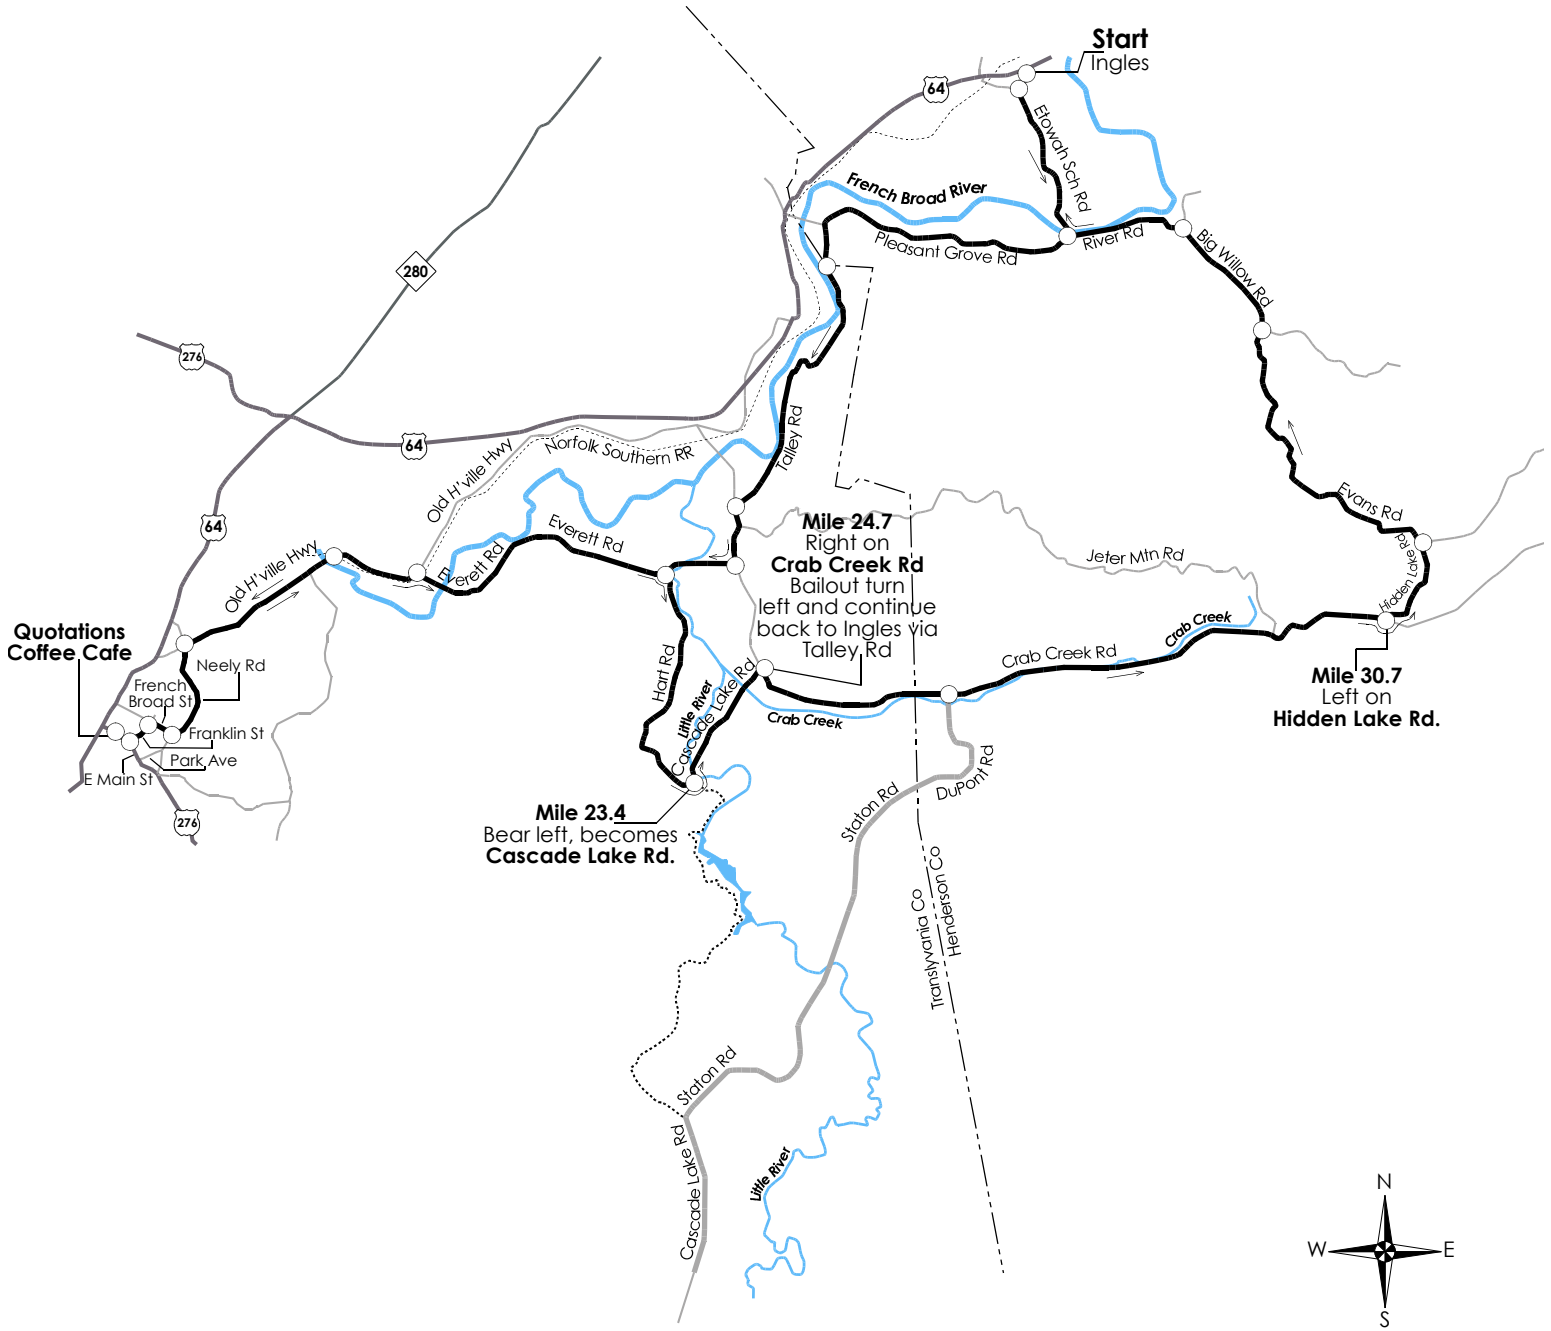 Start
Ingles
64
Etowah Sch Rd
French Broad River
Pleasant Grove Rd
River Rd
Big Willow Rd
280
276
64
Old H'ville Hwy
Norfolk Southern RR
Talley Rd
64
Everett Rd
Everett Rd
Old H'ville Hwy
Mile 24.7
Right on
Crab Creek Rd
Bailout turn
left and continue
back to Ingles via
Talley Rd
Jeter Mtn Rd
Evans Rd
Hidden Lake Rd
Crab Creek
Crab Creek Rd
Quotations
Coffee Cafe
Neely Rd
French
Broad St
Franklin St
Park Ave
E Main St
276
Hart Rd
Little River
Cascade Lake Rd
Crab Creek
Mile 30.7
Left on
Hidden Lake Rd.
Mile 23.4
Bear left, becomes
Cascade Lake Rd.
Staton Rd
DuPont Rd
Translyvania Co
Henderson Co
Staton Rd
Cascade Lake Rd
Little River
N
W
E
S